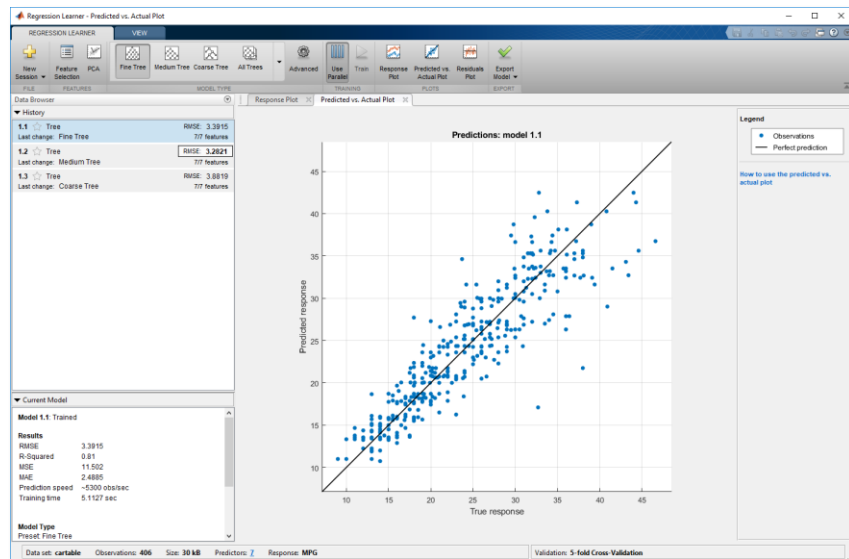 Regression Learner - Predicted vs. Actual Plot
REGRESSION LEARNER
VIEW
New Session
Feature Selection
PCA
Fine Tree
Medium Tree
Coarse Tree
All Trees
Advanced
Use Parallel
Train
Response Plot
Predicted vs. Actual Plot
Residuals Plot
Export Model
FILE
FEATURES
MODEL TYPE
TRAINING
PLOTS
EXPORT
Data Browser
History
1.1 Tree RMSE: 3.3915
Last change: Fine Tree 7/7 features
1.2 Tree RMSE: 3.2821
Last change: Medium Tree 7/7 features
1.3 Tree RMSE: 3.8819
Last change: Coarse Tree 7/7 features
Current Model
Model 1.1: Trained
Results
RMSE 3.3915
R-Squared 0.81
MSE 11.502
MAE 2.4885
Prediction speed ~5300 obs/sec
Training time 5.1127 sec
Model Type
Preset: Fine Tree
Response Plot
Predicted vs. Actual Plot
Predictions: model 1.1
Predicted response
45
40
35
30
25
20
15
10
10 15 20 25 30 35 40 45
True response
Legend
Observations
Perfect prediction
How to use the predicted vs.
actual plot
Data set: cartable Observations: 406 Size: 30 kB Predictors: 7 Response: MPG
Validation: 5-fold Cross-Validation